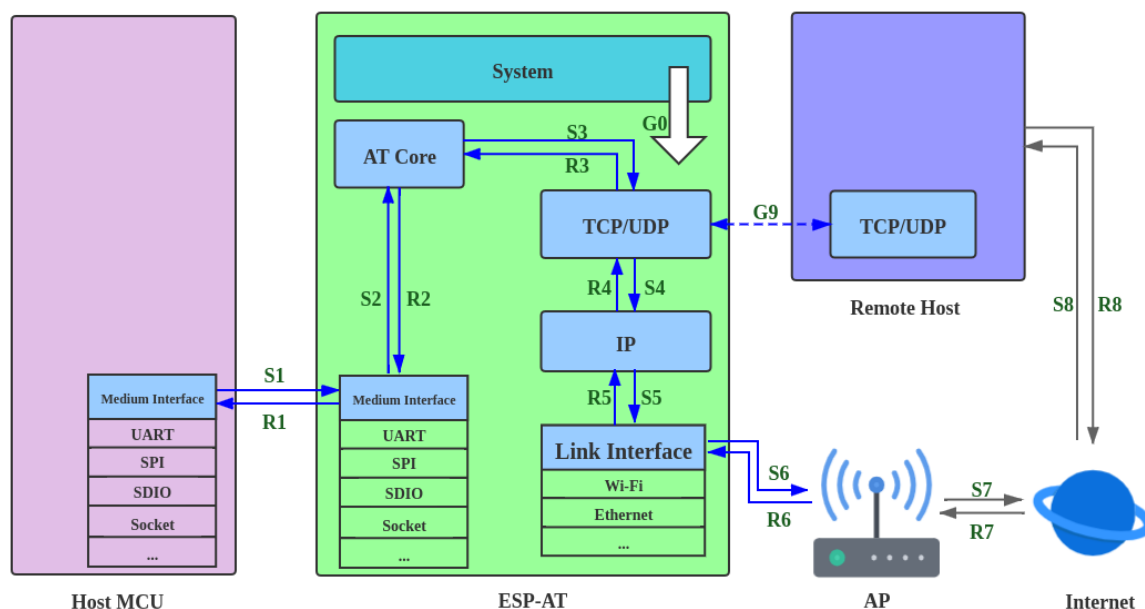 System
G0
AT Core
S3
R3
TCP/UDP
G9
TCP/UDP
S2
R2
R4
S4
Remote Host
S8
R8
IP
Medium Interface
UART
SPI
SDIO
Socket
...
S1
R1
Medium Interface
UART
SPI
SDIO
Socket
...
R5
S5
Link Interface
Wi-Fi
Ethernet
...
S6
R6
S7
R7
Host MCU
ESP-AT
AP
Internet